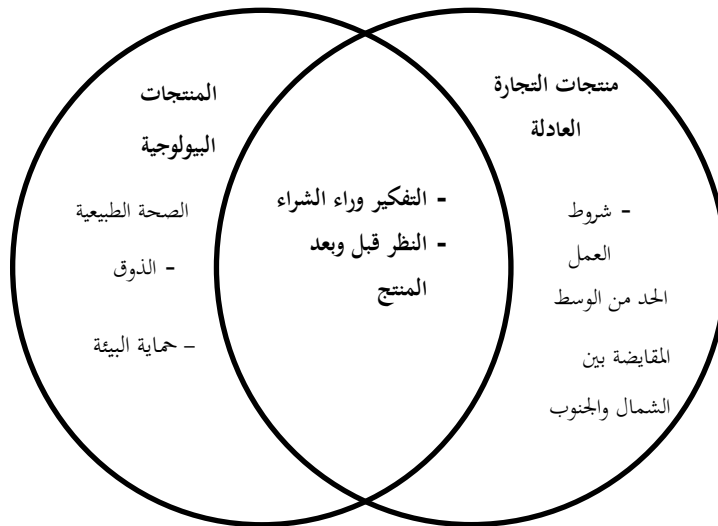 منتجات التجارة
العادلة
- شروط
العمل
الحد من الوسط
المقايضة بين
الشمال والجنوب
- التفكير وراء الشراء
- النظر قبل وبعد
المنتج
المنتجات
البيولوجية
الصحة الطبيعية
- الذوق
– حماية البيئة